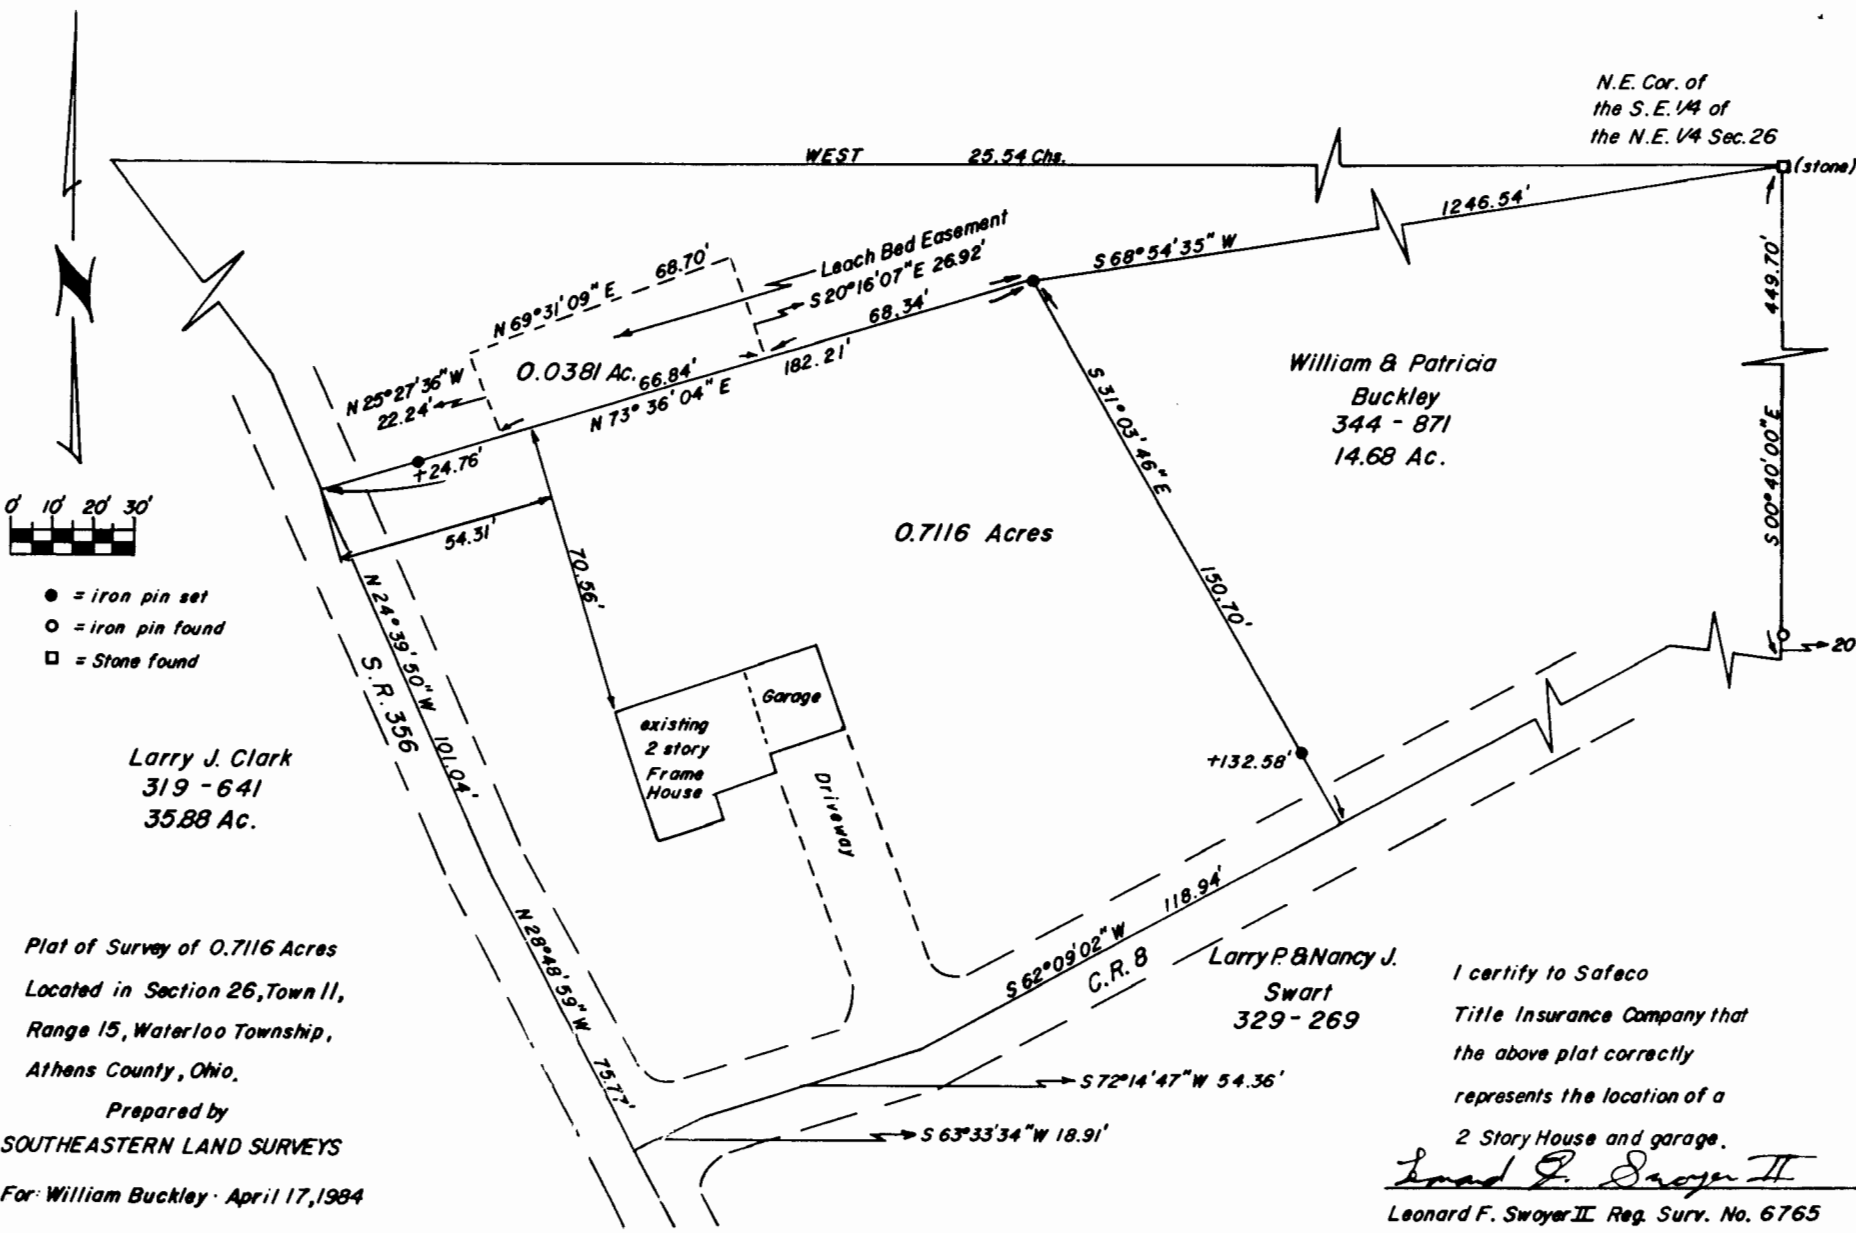 N.E. Cor. of
the S.E. 1/4 of
the N.E. 1/4 Sec. 26
(stone)
WEST 25.54 Chs.
1246.54'
S 68° 54' 35" W
449.70'
S 00° 40' 00" E
20
Leach Bed Easement
S 20° 16' 07" E 26.92'
68.70'
N 69° 31' 09" E
68.34'
182.21'
0.0381 Ac.
66.84'
N 73° 36' 04" E
N 25° 27' 36" W
22.24'
+24.76'
54.31'
70.56'
N
0' 10' 20' 30'
= iron pin set
= iron pin found
= Stone found
William & Patricia
Buckley
344 - 871
14.68 Ac.
S 31° 03' 46" E
150.70'
+132.58'
0.7116 Acres
N 24° 39' 50" W 101.04'
S.R. 356
Larry J. Clark
319 - 641
35.88 Ac.
existing
2 story
Frame
House
Garage
Driveway
N 28° 48' 59" W 75.77'
118.94'
S 62° 09' 02" W
C.R. 8
Larry P. & Nancy J.
Swart
329 - 269
S 72° 14' 47" W 54.36'
S 63° 33' 34" W 18.91'
Plat of Survey of 0.7116 Acres
Located in Section 26, Town 11,
Range 15, Waterloo Township,
Athens County, Ohio.
Prepared by
SOUTHEASTERN LAND SURVEYS
For: William Buckley · April 17, 1984
I certify to Safeco
Title Insurance Company that
the above plat correctly
represents the location of a
2 Story House and garage.
Leonard F. Swoyer II
Leonard F. Swoyer II Reg. Surv. No. 6765